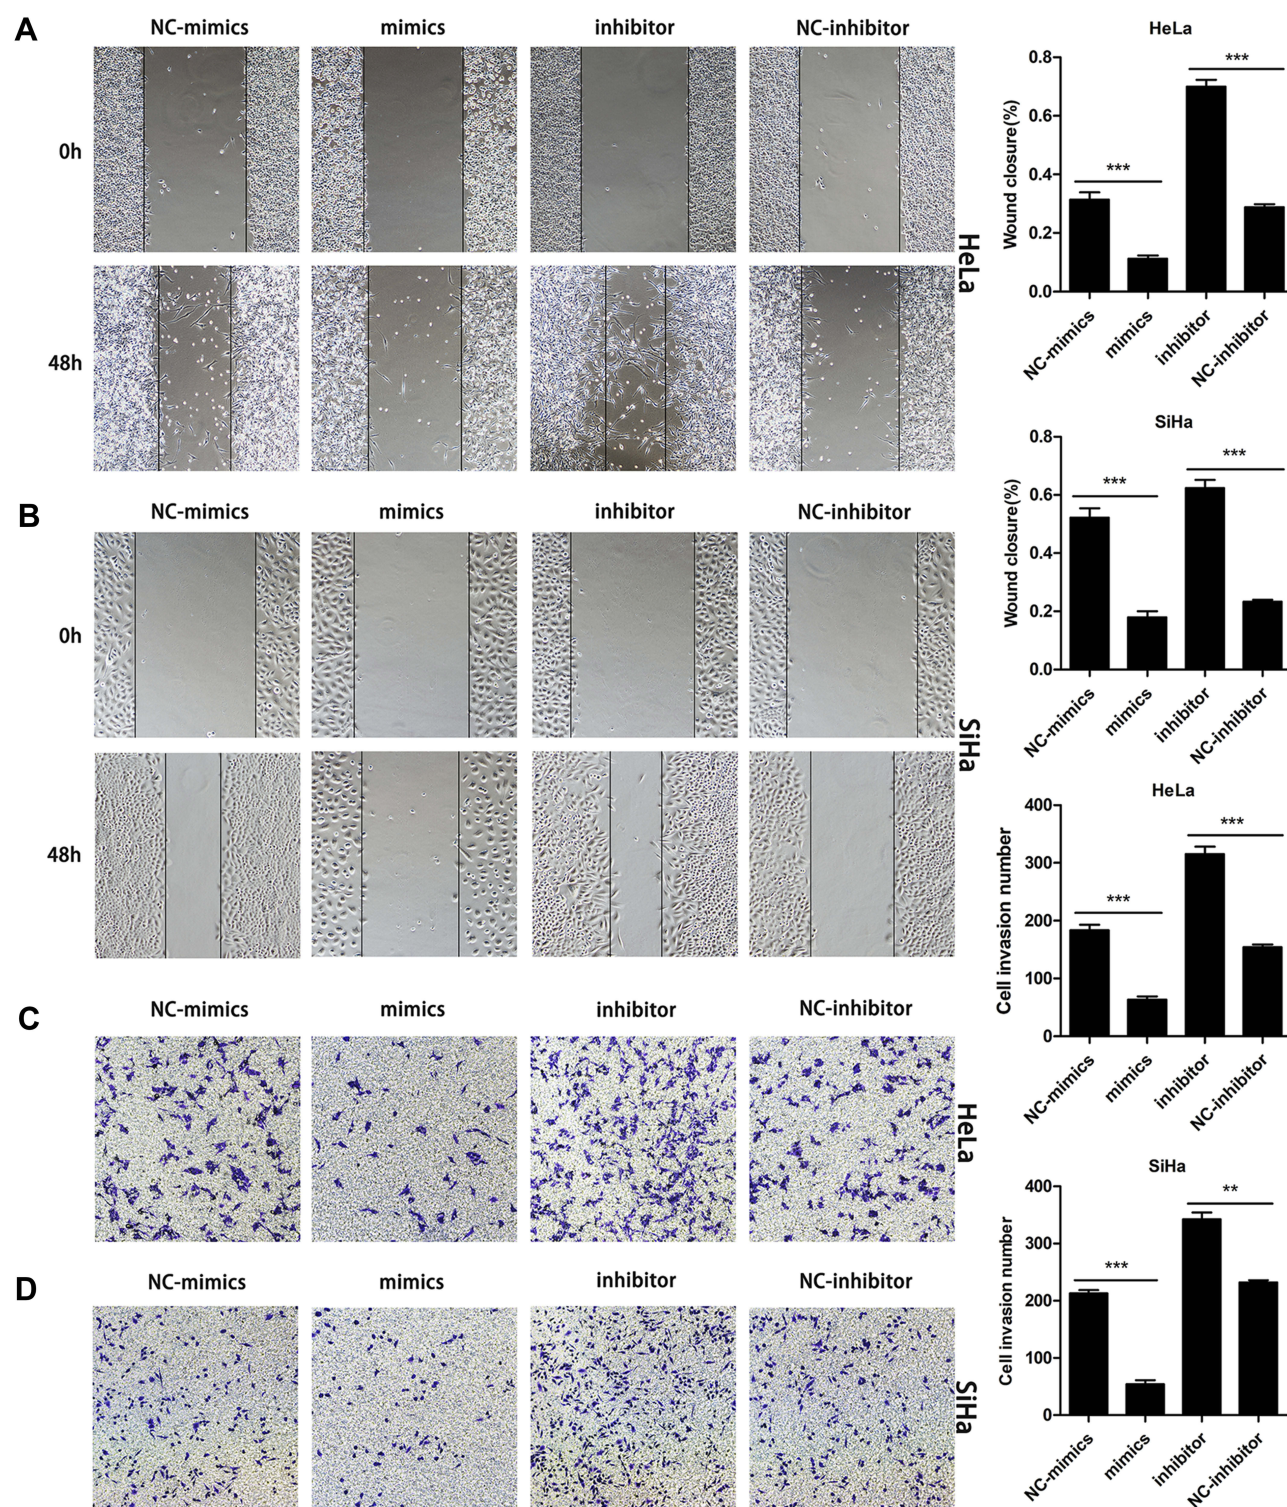 A
NC-mimics
mimics
inhibitor
NC-inhibitor
0h
48h
HeLa
HeLa
Wound closure(%)
0.8
0.6
0.4
0.2
0.0
***
***
NC-mimics
mimics
inhibitor
NC-inhibitor
B
NC-mimics
mimics
inhibitor
NC-inhibitor
0h
48h
SiHa
SiHa
Wound closure(%)
0.8
0.6
0.4
0.2
0.0
***
***
NC-mimics
mimics
inhibitor
NC-inhibitor
C
NC-mimics
mimics
inhibitor
NC-inhibitor
HeLa
HeLa
Cell invasion number
400
300
200
100
0
***
***
NC-mimics
mimics
inhibitor
NC-inhibitor
D
NC-mimics
mimics
inhibitor
NC-inhibitor
SiHa
SiHa
Cell invasion number
400
300
200
100
0
***
**
NC-mimics
mimics
inhibitor
NC-inhibitor